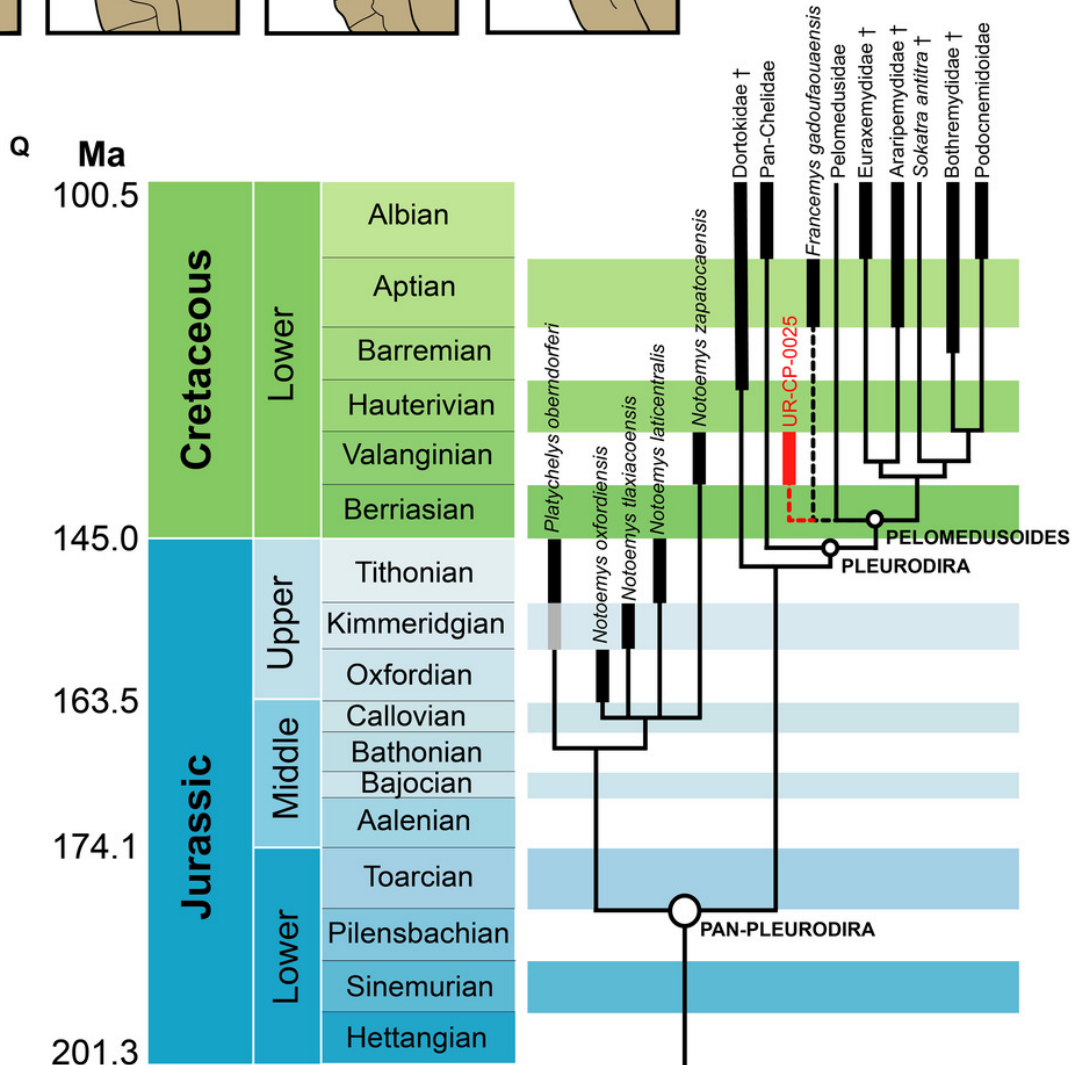 Q
Ma
100.5
145.0
163.5
174.1
201.3
Cretaceous
Jurassic
Lower
Upper
Middle
Lower
Albian
Aptian
Barremian
Hauterivian
Valanginian
Berriasian
Tithonian
Kimmeridgian
Oxfordian
Callovian
Bathonian
Bajocian
Aalenian
Toarcian
Pilensbachian
Sinemurian
Hettangian
Platychelys oberndorferi
Notoemys oxfordiensis
Notoemys tlaxiacoensis
Notoemys laticentralis
Notoemys zapatocaensis
Dortokidae †
Pan-Chelidae
UR-CP-0025
Francemys gadoufaouaensis
Pelomedusidae
Euraxemydidae †
Araripemydidae †
Sokatra antitra †
Bothremydidae †
Podocnemidoidae
PELOMEDUSOIDES
PLEURODIRA
PAN-PLEURODIRA